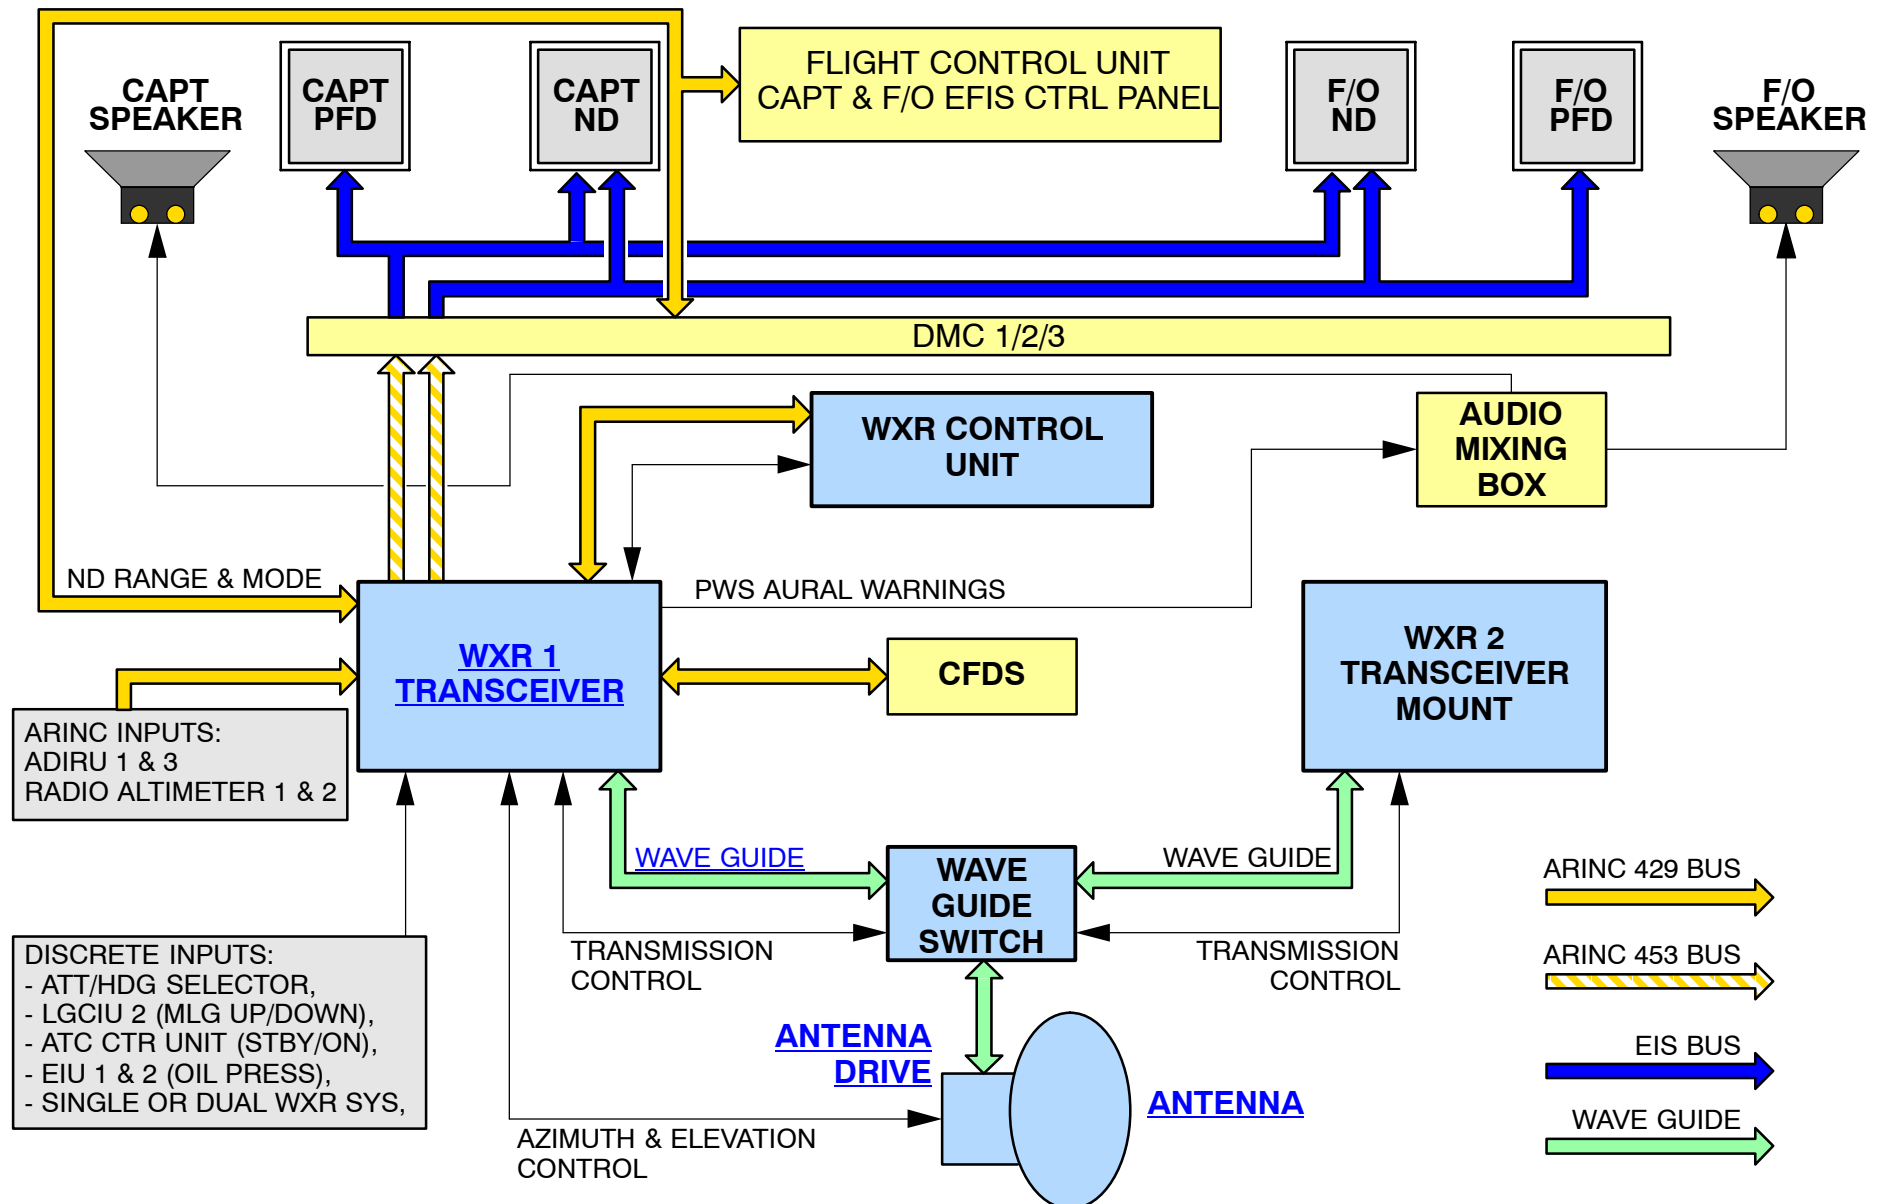 FLIGHT CONTROL UNIT
CAPT & F/O EFIS CTRL PANEL
CAPT
SPEAKER
CAPT
PFD
CAPT
ND
F/O
ND
F/O
PFD
F/O
SPEAKER
DMC 1/2/3
WXR CONTROL
UNIT
AUDIO
MIXING
BOX
ND RANGE & MODE
PWS AURAL WARNINGS
WXR 1
TRANSCEIVER
CFDS
WXR 2
TRANSCEIVER
MOUNT
ARINC INPUTS:
ADIRU 1 & 3
RADIO ALTIMETER 1 & 2
WAVE GUIDE
WAVE
GUIDE
SWITCH
WAVE GUIDE
TRANSMISSION
CONTROL
TRANSMISSION
CONTROL
DISCRETE INPUTS:
- ATT/HDG SELECTOR,
- LGCIU 2 (MLG UP/DOWN),
- ATC CTR UNIT (STBY/ON),
- EIU 1 & 2 (OIL PRESS),
- SINGLE OR DUAL WXR SYS,
ANTENNA
DRIVE
ANTENNA
AZIMUTH & ELEVATION
CONTROL
ARINC 429 BUS
ARINC 453 BUS
EIS BUS
WAVE GUIDE